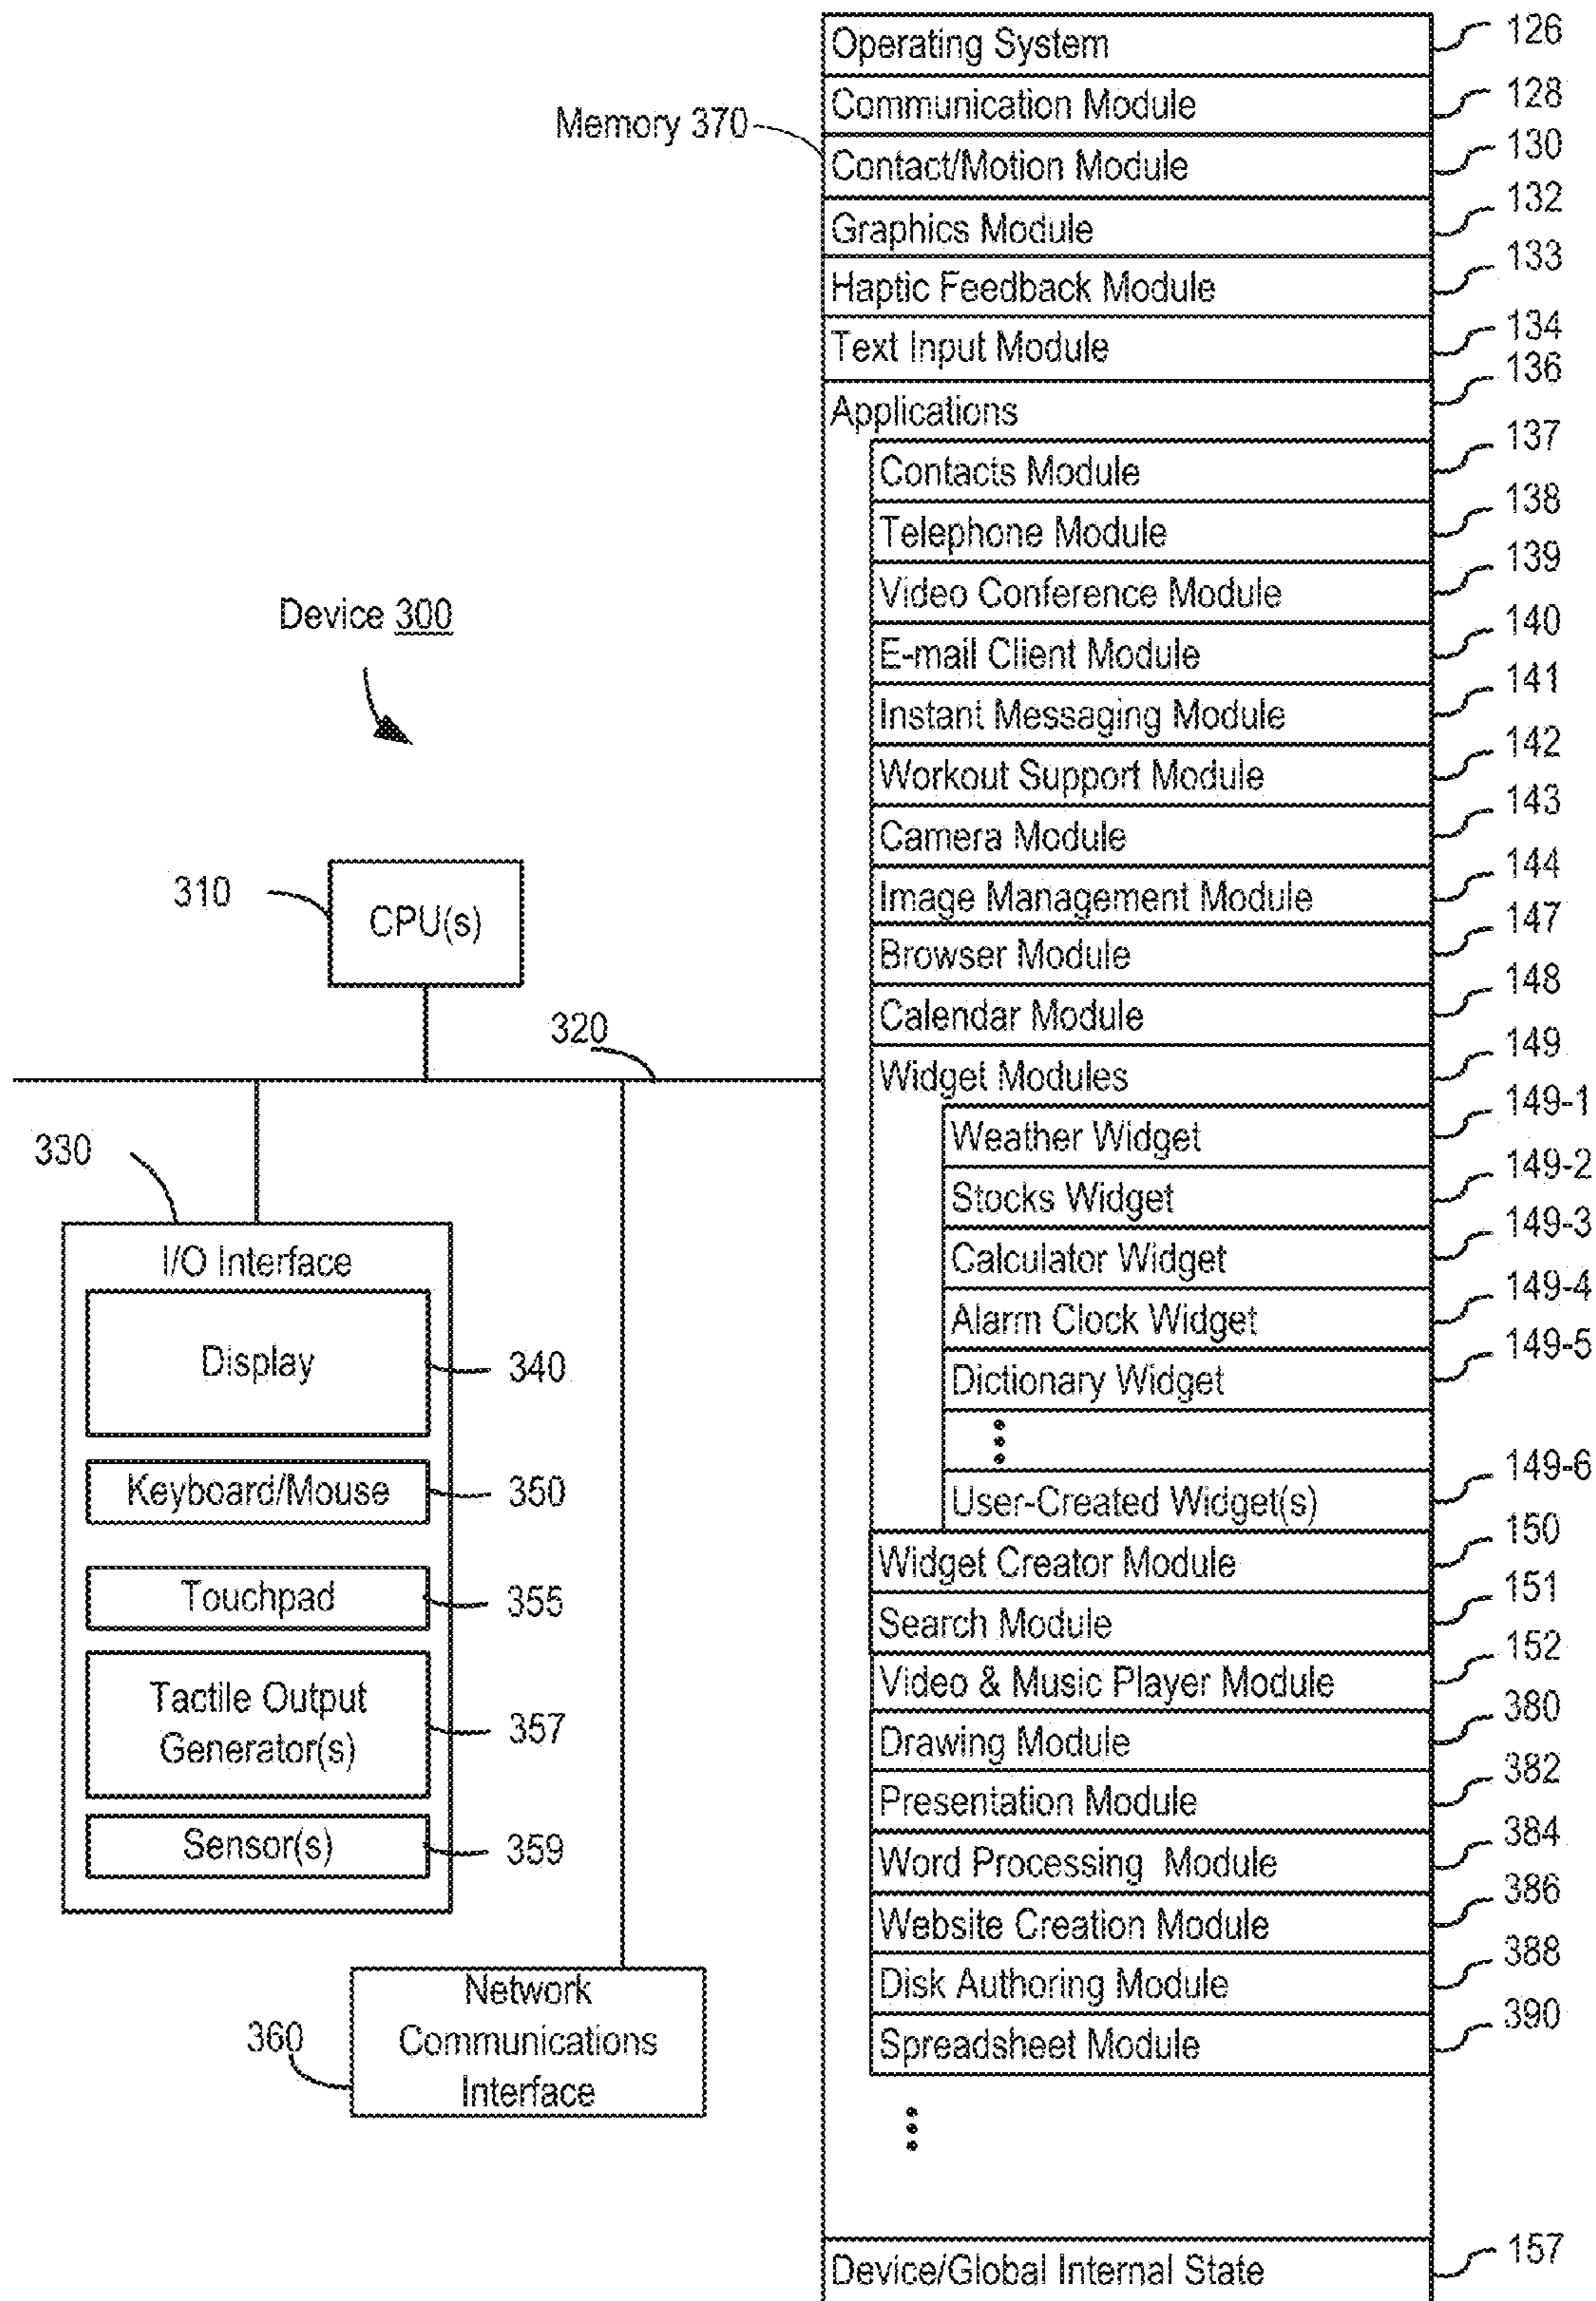 Operating System 126
Communication Module 128
Memory 370
Contact/Motion Module 130
Graphics Module 132
Haptic Feedback Module 133
Text Input Module 134
Applications 136
Contacts Module 137
Telephone Module 138
Video Conference Module 139
E-mail Client Module 140
Instant Messaging Module 141
Workout Support Module 142
Camera Module 143
Image Management Module 144
Browser Module 147
Calendar Module 148
Widget Modules 149
Weather Widget 149-1
Stocks Widget 149-2
Calculator Widget 149-3
Alarm Clock Widget 149-4
Dictionary Widget 149-5
User-Created Widget(s) 149-6
Widget Creator Module 150
Search Module 151
Video & Music Player Module 152
Drawing Module 380
Presentation Module 382
Word Processing Module 384
Website Creation Module 386
Disk Authoring Module 388
Spreadsheet Module 390
Device/Global Internal State 157
Device 300
310
CPU(s)
320
330
I/O Interface
Display 340
Keyboard/Mouse 350
Touchpad 355
Tactile Output
Generator(s) 357
Sensor(s) 359
360
Network
Communications
Interface